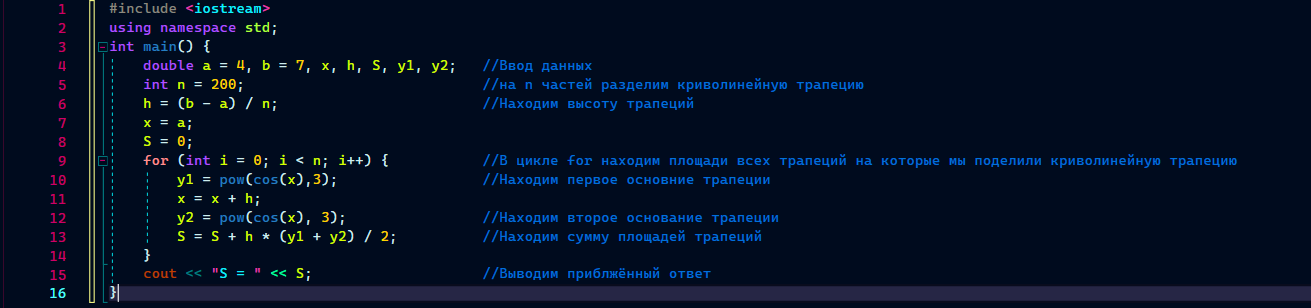 1 #include <iostream>
2 using namespace std;
3 int main() {
4 double a = 4, b = 7, x, h, S, y1, y2; //Ввод данных
5 int n = 200; //на n частей разделим криволинейную трапецию
6 h = (b - a) / n; //Находим высоту трапеций
7 x = a;
8 S = 0;
9 for (int i = 0; i < n; i++) { //В цикле for находим площади всех трапеций на которые мы поделили криволинейную трапецию
10 y1 = pow(cos(x),3); //Находим первое основние трапеции
11 x = x + h;
12 y2 = pow(cos(x), 3); //Находим второе основание трапеции
13 S = S + h * (y1 + y2) / 2; //Находим сумму площадей трапеций
14 }
15 cout << "S = " << S; //Выводим приблжённый ответ
16 }